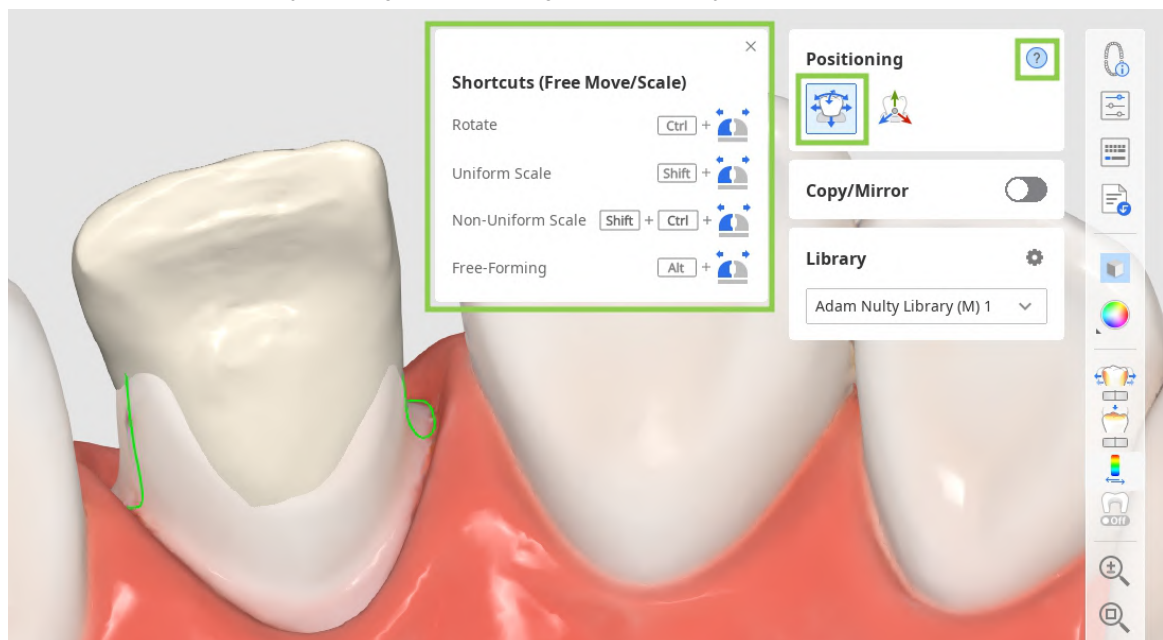 Shortcuts (Free Move/Scale)
Rotate Ctrl +
Uniform Scale Shift +
Non-Uniform Scale Shift + Ctrl +
Free-Forming Alt +
Positioning ?
Copy/Mirror
Library
Adam Nulty Library (M) 1
Off